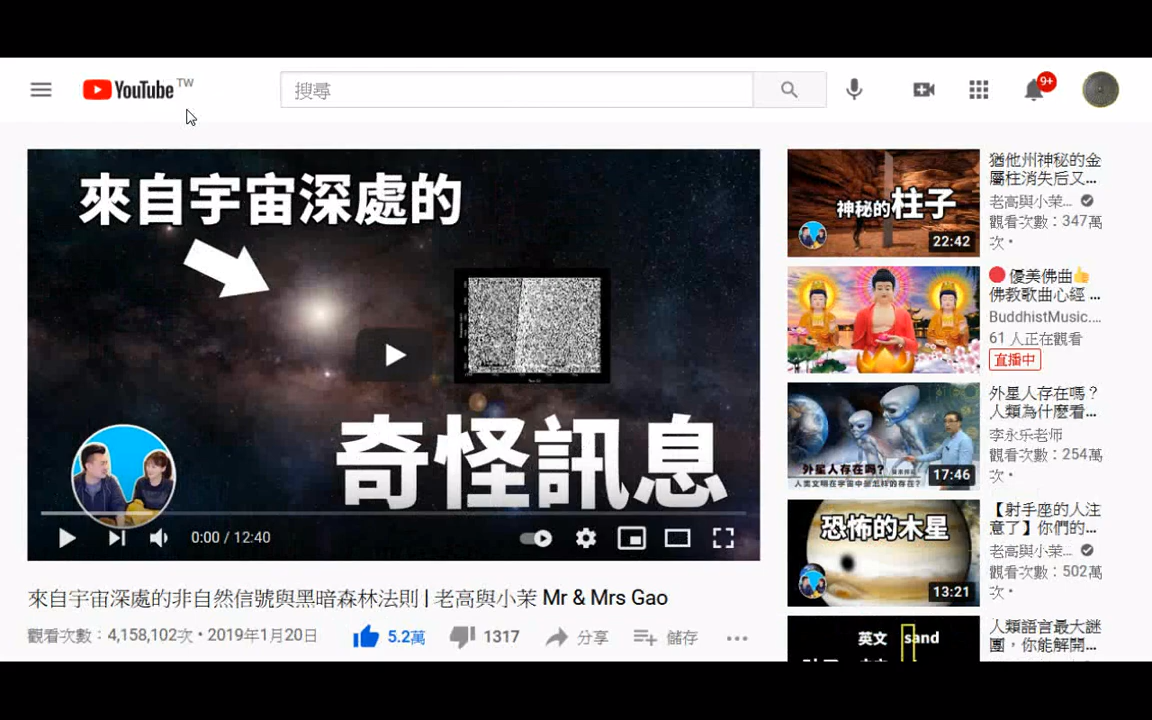 YouTube TW
搜尋
9+
來自宇宙深處的
奇怪訊息
0:00 / 12:40
來自宇宙深處的非自然信號與黑暗森林法則 | 老高與小茉 Mr & Mrs Gao
觀看次數：4,158,102次 • 2019年1月20日
5.2萬
1317
分享
儲存
神秘的柱子
22:42
猶他州神秘的金
屬柱消失后又...
老高與小茉...
觀看次數：347萬
次 •
優美佛曲
佛教歌曲心經 ...
BuddhistMusic....
61 人正在觀看
直播中
外星人存在嗎?
17:46
外星人存在嗎？
人類為什麼看...
李永乐老师
觀看次數：254萬
次 •
恐怖的木星
13:21
【射手座的人注
意了】你們的...
老高與小茉...
觀看次數：502萬
次 •
英文 sand
人類語言最大謎
團，你能解開...